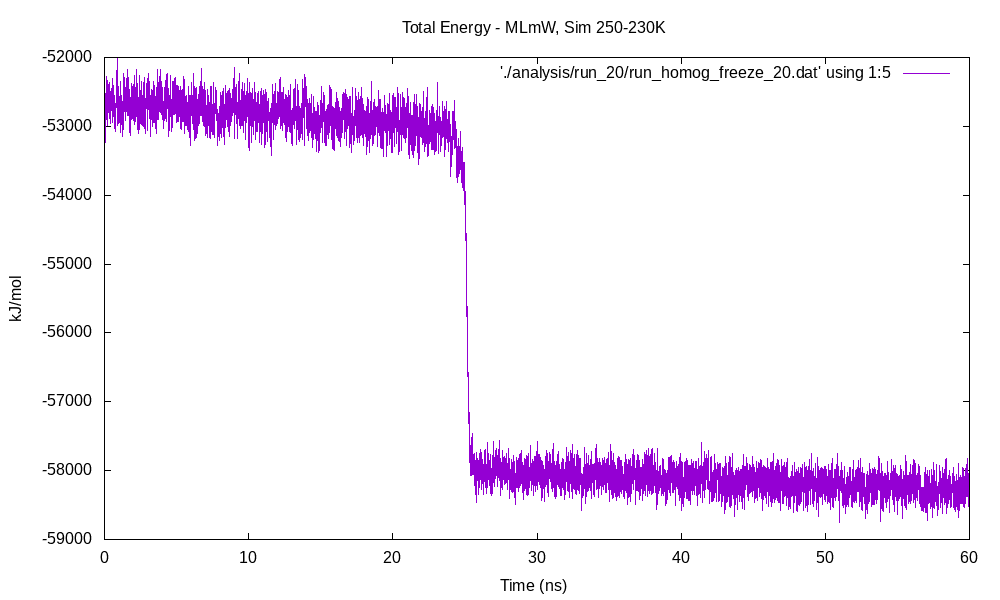 Total Energy - MLmW, Sim 250-230K
'./analysis/run_20/run_homog_freeze_20.dat' using 1:5
-52000
-53000
-54000
-55000
-56000
-57000
-58000
-59000
kJ/mol
0 10 20 30 40 50 60
Time (ns)